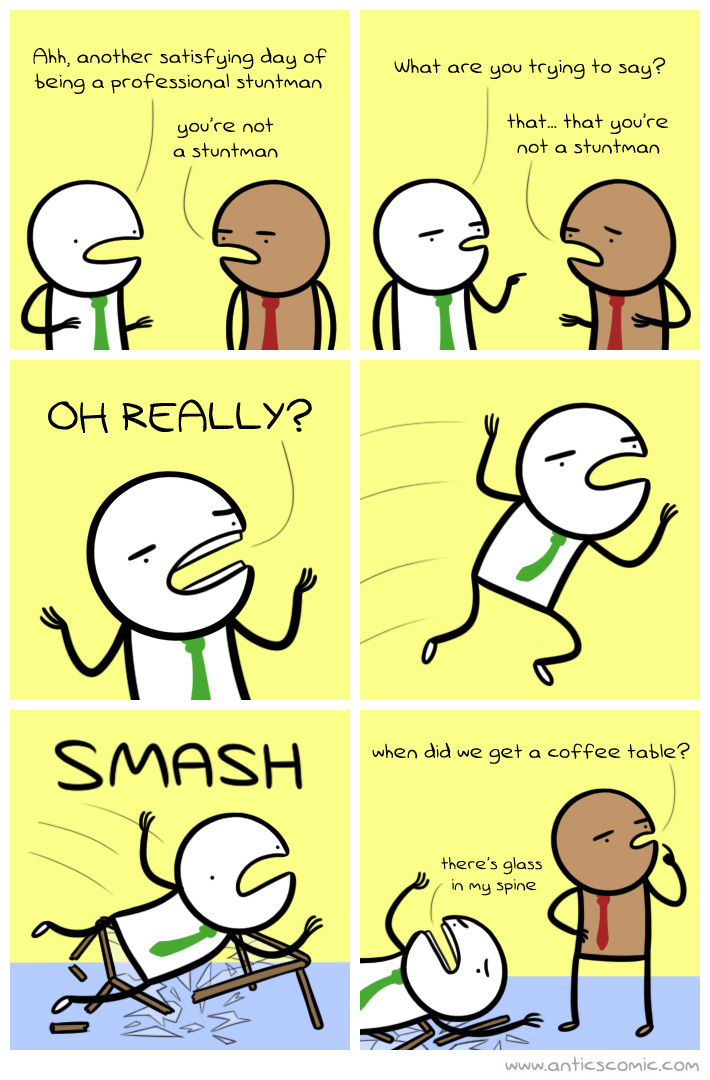 Ahh, another satisfying day of
being a professional stuntman
you're not
a stuntman
What are you trying to say?
that... that you're
not a stuntman
OH REALLY?
SMASH
when did we get a coffee table?
there's glass
in my spine
www.anticscomic.com